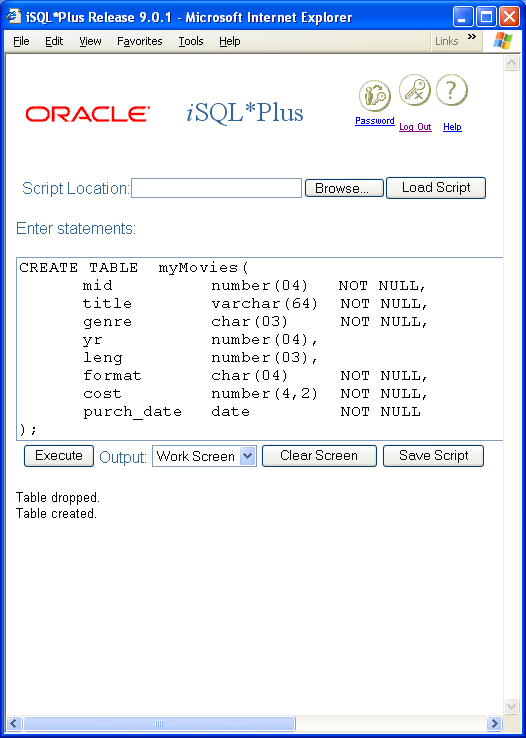 iSQL*Plus Release 9.0.1 - Microsoft Internet Explorer
File Edit View Favorites Tools Help Links »
ORACLE® iSQL*Plus
Password Log Out Help
Script Location: Browse... Load Script
Enter statements:
CREATE TABLE myMovies(
mid number(04) NOT NULL,
title varchar(64) NOT NULL,
genre char(03) NOT NULL,
yr number(04),
leng number(03),
format char(04) NOT NULL,
cost number(4,2) NOT NULL,
purch_date date NOT NULL
);
Execute Output: Work Screen Clear Screen Save Script
Table dropped.
Table created.